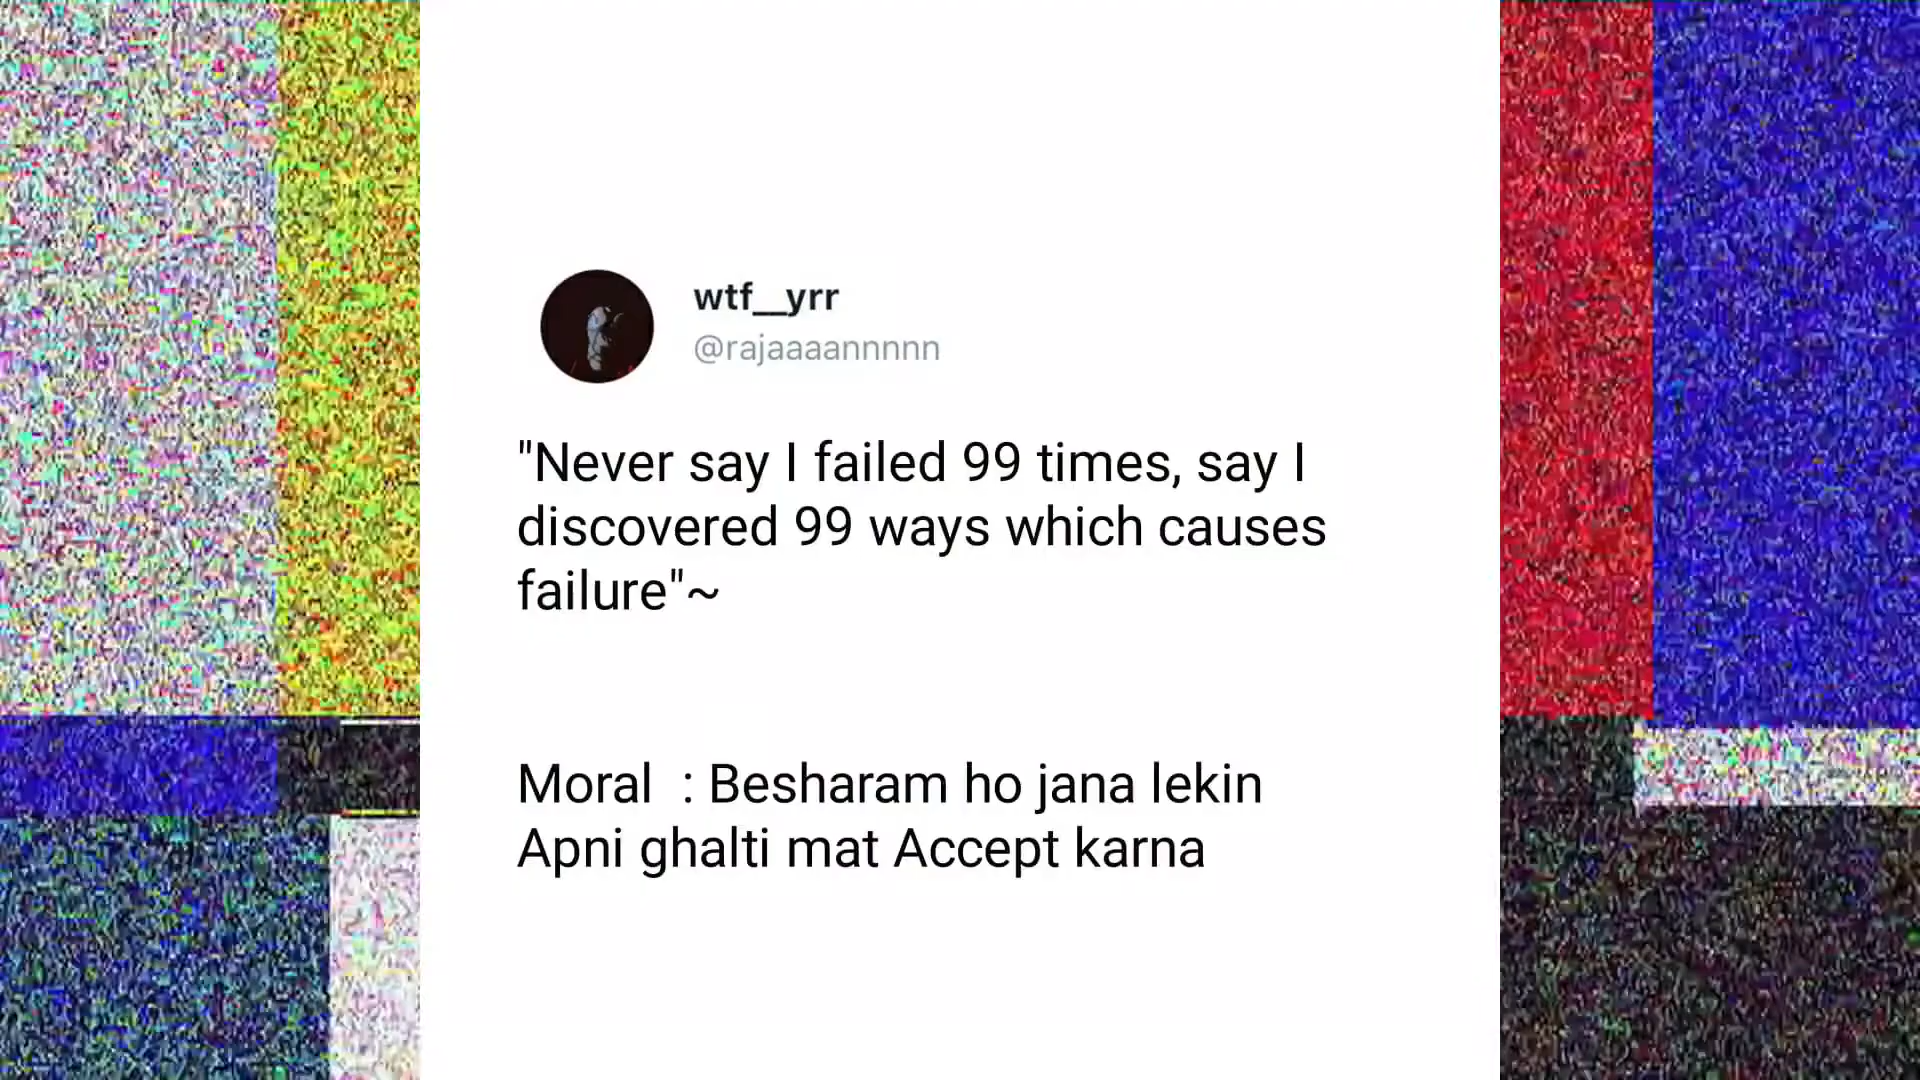 wtf__yrr
@rajaaaannnnn
"Never say I failed 99 times, say I
discovered 99 ways which causes
failure"~
Moral  : Besharam ho jana lekin
Apni ghalti mat Accept karna